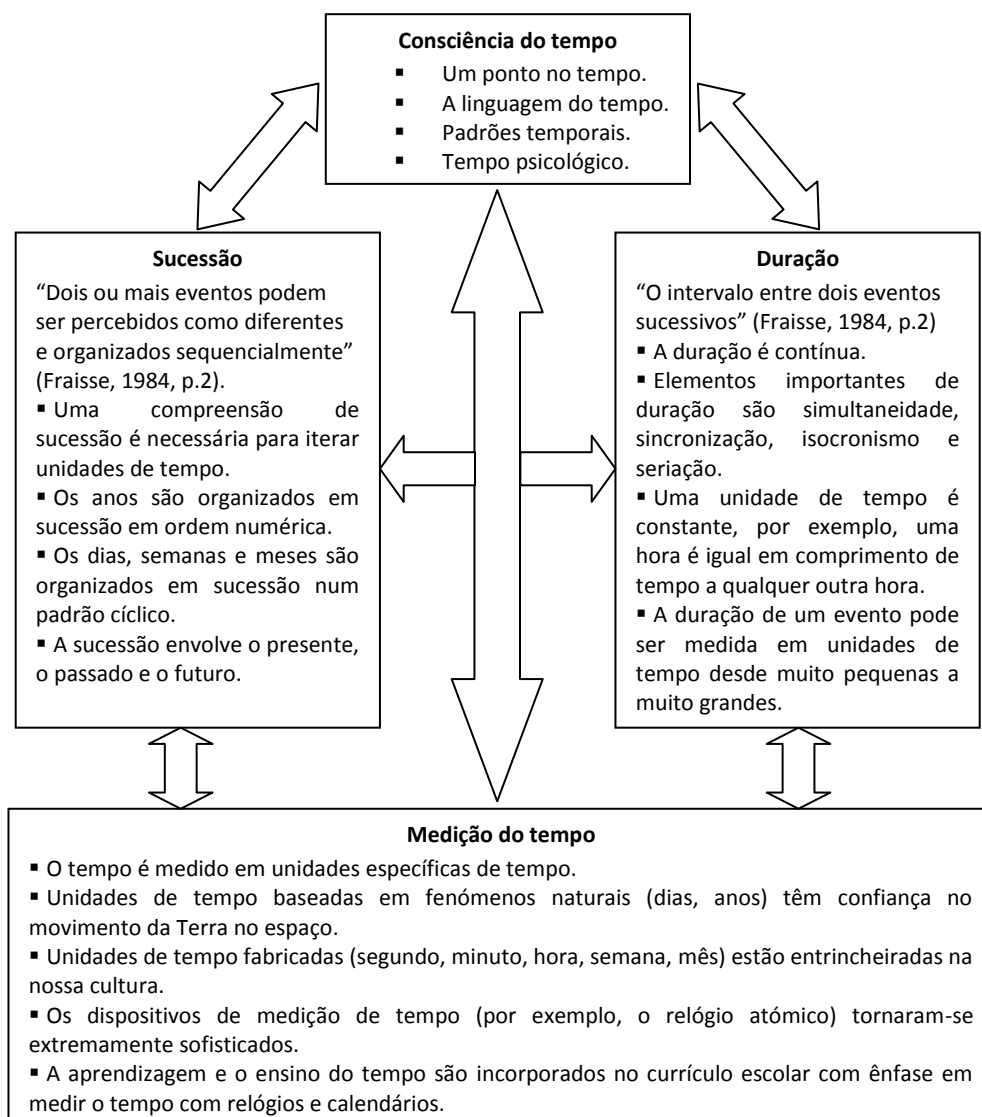 Consciência do tempo
▪ Um ponto no tempo.
▪ A linguagem do tempo.
▪ Padrões temporais.
▪ Tempo psicológico.
Sucessão
“Dois ou mais eventos podem
ser percebidos como diferentes
e organizados sequencialmente”
(Fraisse, 1984, p.2).
▪ Uma compreensão de
sucessão é necessária para iterar
unidades de tempo.
▪ Os anos são organizados em
sucessão em ordem numérica.
▪ Os dias, semanas e meses são
organizados em sucessão num
padrão cíclico.
▪ A sucessão envolve o presente,
o passado e o futuro.
Duração
“O intervalo entre dois eventos
sucessivos” (Fraisse, 1984, p.2)
▪ A duração é contínua.
▪ Elementos importantes de
duração são simultaneidade,
sincronização, isocronismo e
seriação.
▪ Uma unidade de tempo é
constante, por exemplo, uma
hora é igual em comprimento de
tempo a qualquer outra hora.
▪ A duração de um evento pode
ser medida em unidades de
tempo desde muito pequenas a
muito grandes.
Medição do tempo
▪ O tempo é medido em unidades específicas de tempo.
▪ Unidades de tempo baseadas em fenómenos naturais (dias, anos) têm confiança no
movimento da Terra no espaço.
▪ Unidades de tempo fabricadas (segundo, minuto, hora, semana, mês) estão entrincheiradas na
nossa cultura.
▪ Os dispositivos de medição de tempo (por exemplo, o relógio atómico) tornaram-se
extremamente sofisticados.
▪ A aprendizagem e o ensino do tempo são incorporados no currículo escolar com ênfase em
medir o tempo com relógios e calendários.